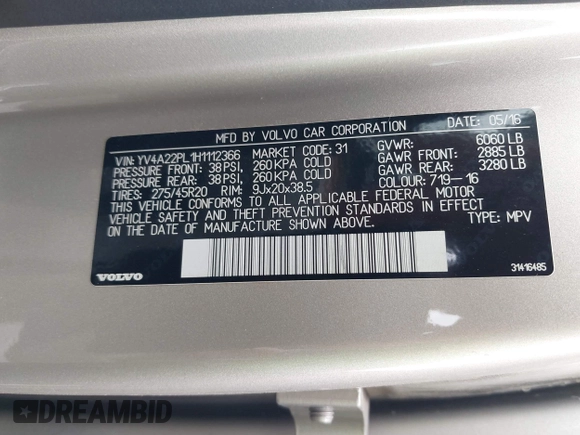 MFD BY VOLVO CAR CORPORATION DATE: 05/16
VIN: YV4A22PL1H1112366 MARKET CODE: 31 GVWR: 6060 LB
PRESSURE FRONT: 38 PSI, 260 KPA COLD GAWR FRONT: 2885 LB
PRESSURE REAR: 38 PSI, 260 KPA COLD GAWR REAR: 3280 LB
TIRES: 275/45R20 RIM: 9Jx20x38.5 COLOUR: 719-16
THIS VEHICLE CONFORMS TO ALL APPLICABLE FEDERAL MOTOR
VEHICLE SAFETY AND THEFT PREVENTION STANDARDS IN EFFECT
ON THE DATE OF MANUFACTURE SHOWN ABOVE. TYPE: MPV
VOLVO 31416485
DREAMBID